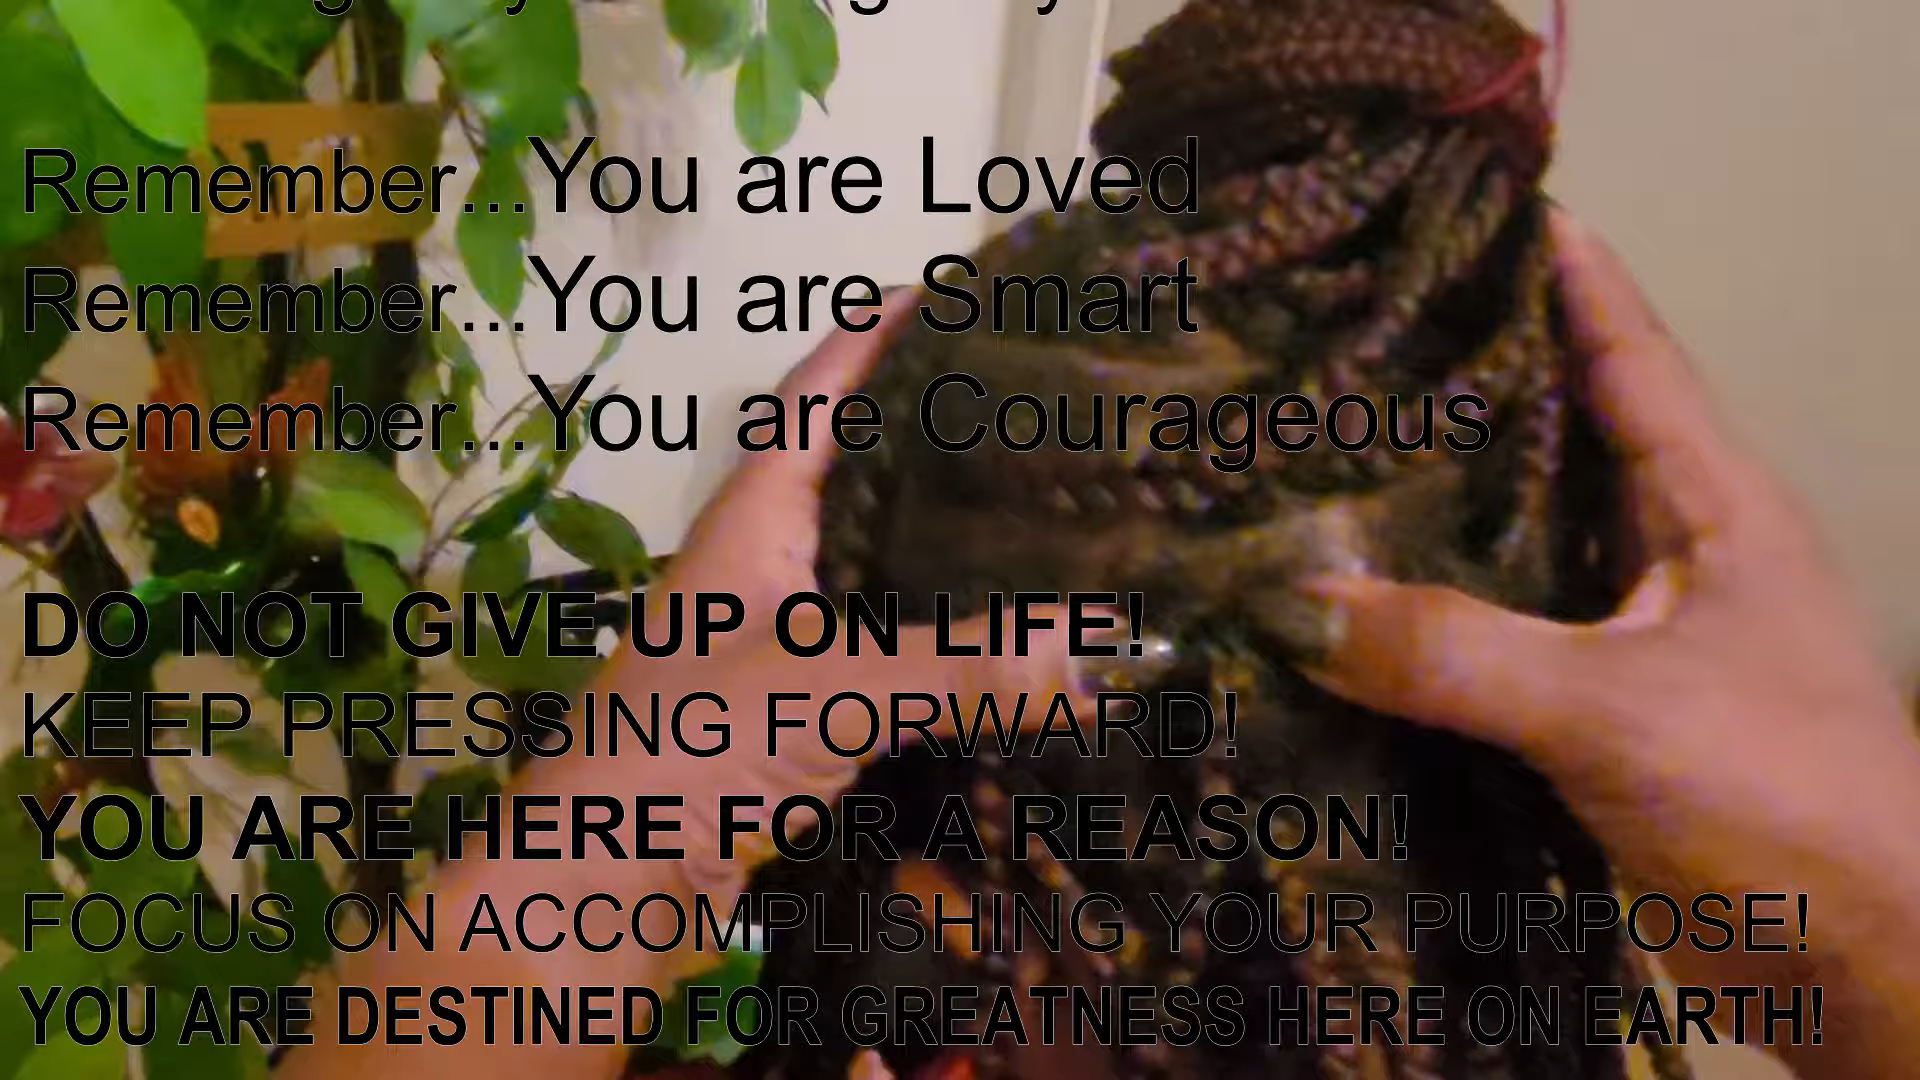 Remember...You are Loved
Remember...You are Smart
Remember...You are Courageous
DO NOT GIVE UP ON LIFE!
KEEP PRESSING FORWARD!
YOU ARE HERE FOR A REASON!
FOCUS ON ACCOMPLISHING YOUR PURPOSE!
YOU ARE DESTINED FOR GREATNESS HERE ON EARTH!